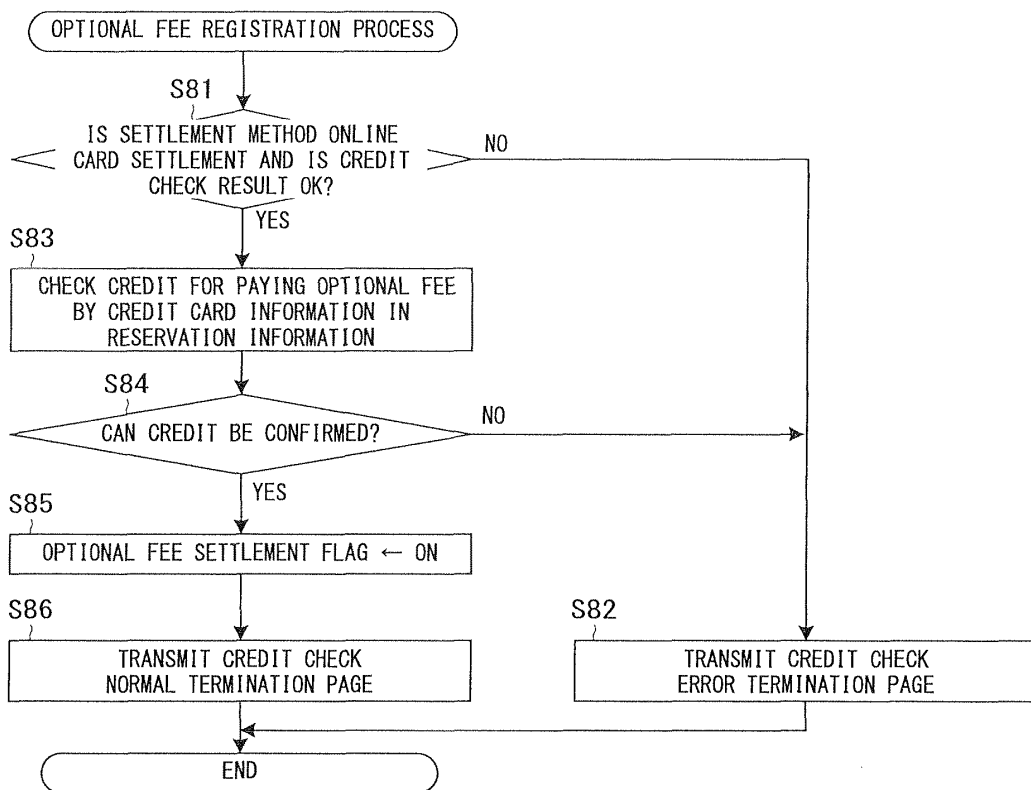 OPTIONAL FEE REGISTRATION PROCESS
S81
IS SETTLEMENT METHOD ONLINE
CARD SETTLEMENT AND IS CREDIT
CHECK RESULT OK?
NO
YES
S83
CHECK CREDIT FOR PAYING OPTIONAL FEE
BY CREDIT CARD INFORMATION IN
RESERVATION INFORMATION
S84
CAN CREDIT BE CONFIRMED?
NO
YES
S85
OPTIONAL FEE SETTLEMENT FLAG ← ON
S86
TRANSMIT CREDIT CHECK
NORMAL TERMINATION PAGE
S82
TRANSMIT CREDIT CHECK
ERROR TERMINATION PAGE
END